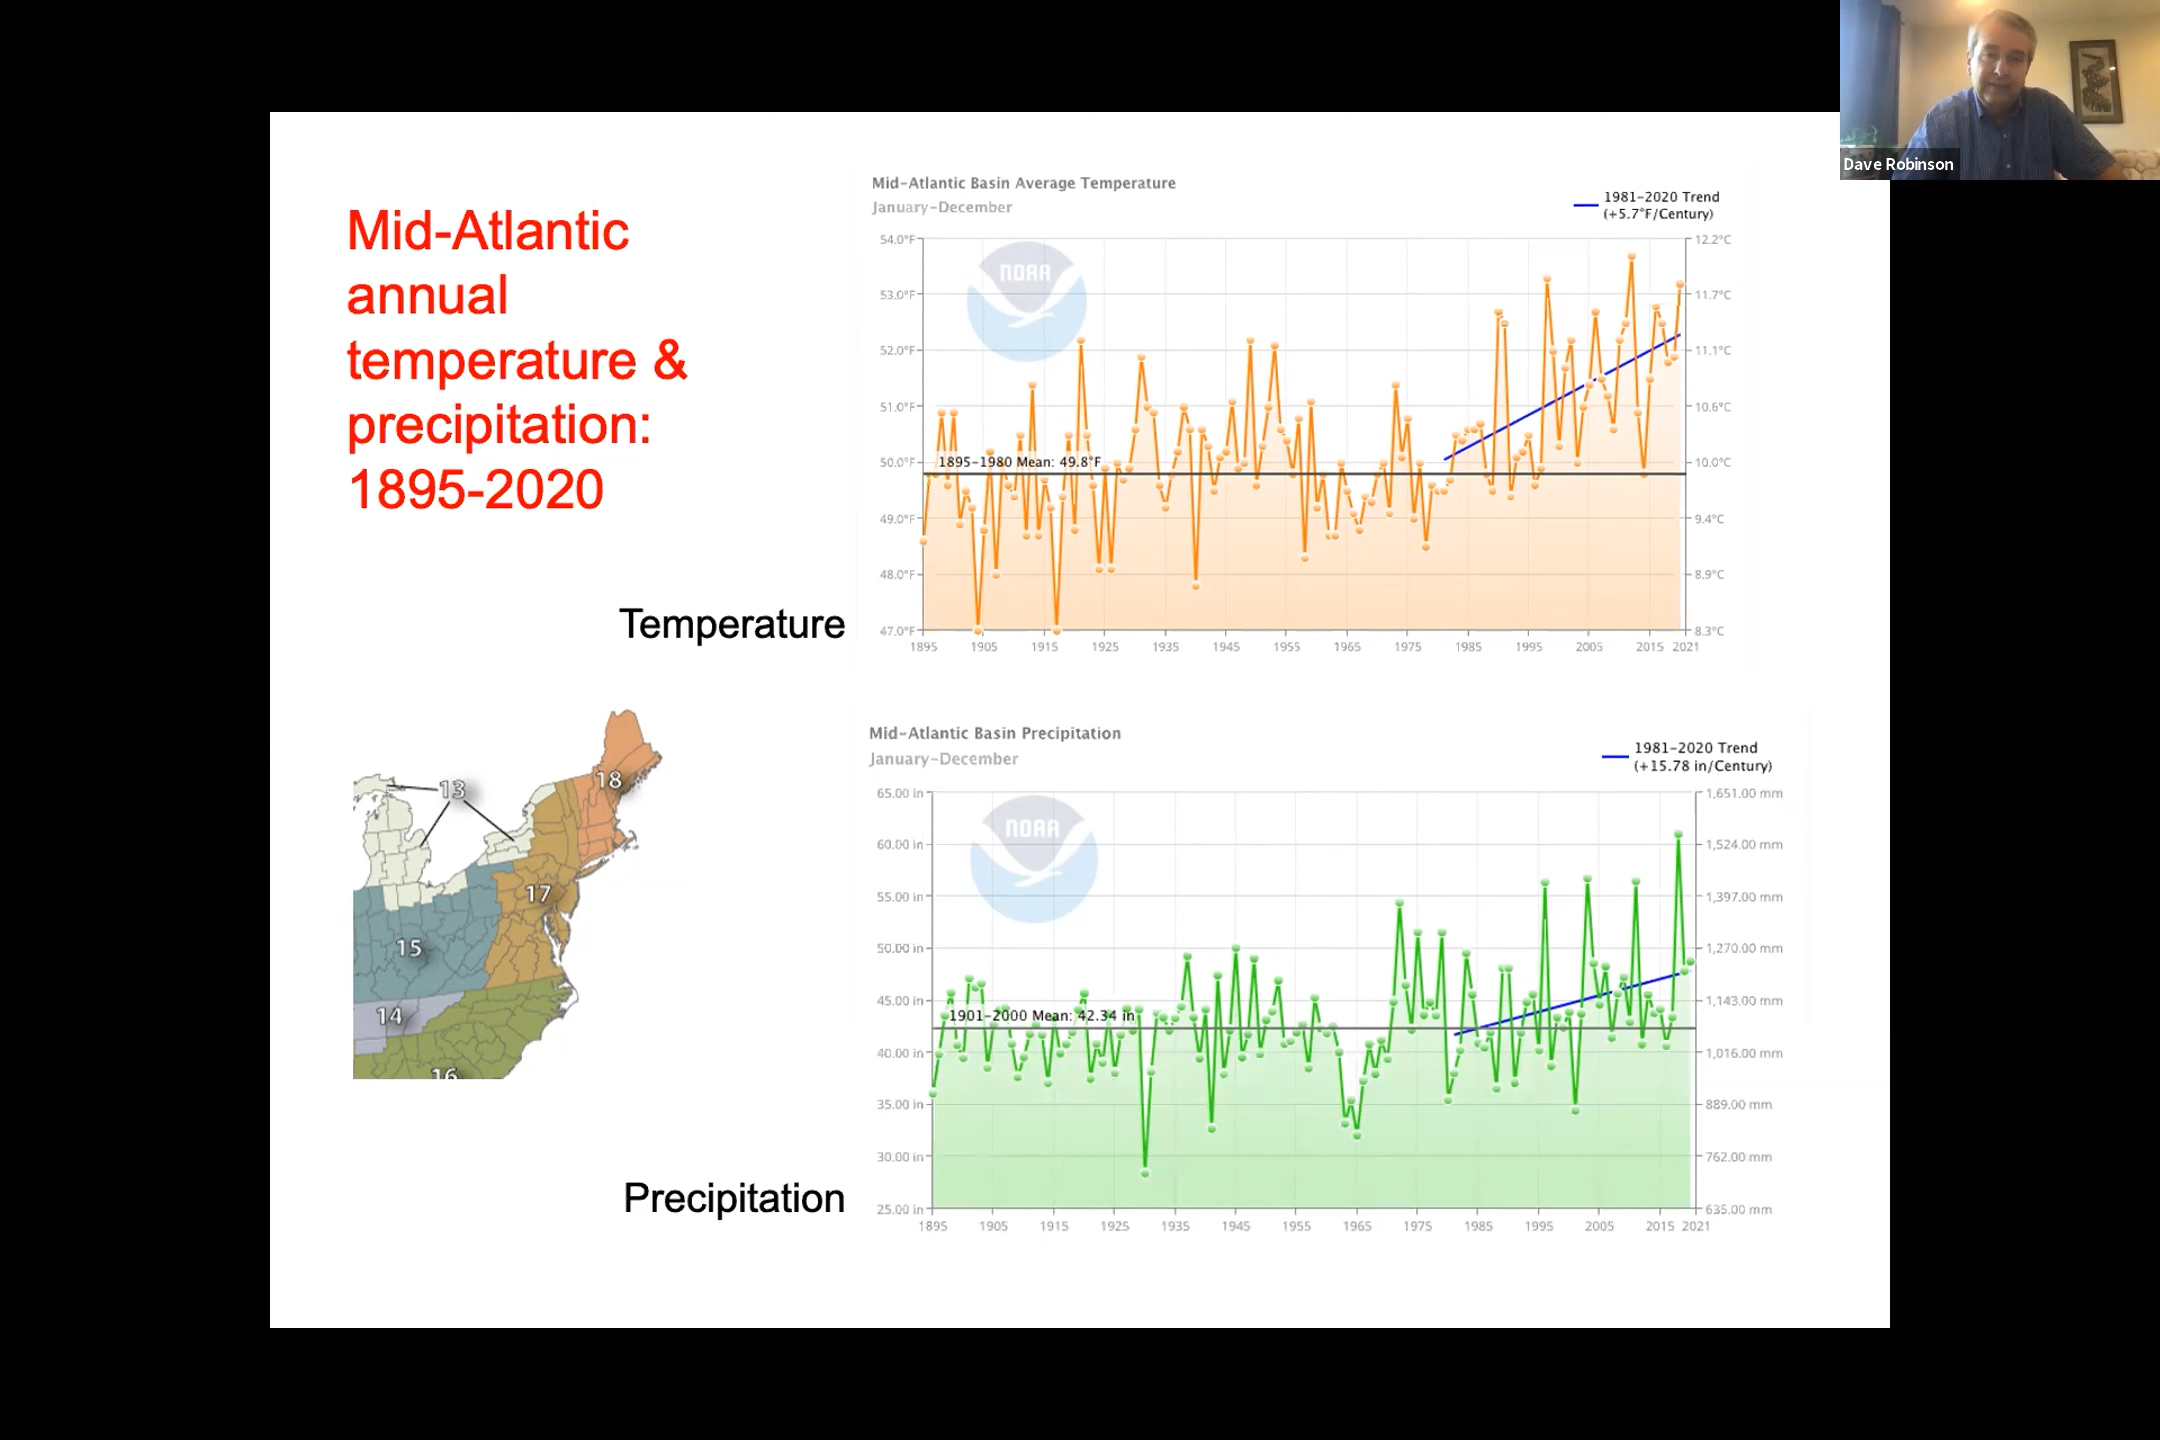 Dave Robinson
Mid-Atlantic
annual
temperature &
precipitation:
1895-2020
Temperature
Mid-Atlantic Basin Average Temperature
January-December
1981-2020 Trend
(+5.7°F/Century)
NOAA
1895-1980 Mean: 49.8°F
54.0°F
53.0°F
52.0°F
51.0°F
50.0°F
49.0°F
48.0°F
47.0°F
12.2°C
11.7°C
11.1°C
10.6°C
10.0°C
9.4°C
8.9°C
8.3°C
1895 1905 1915 1925 1935 1945 1955 1965 1975 1985 1995 2005 2015 2021
13
18
17
15
14
16
Precipitation
Mid-Atlantic Basin Precipitation
January-December
1981-2020 Trend
(+15.78 in/Century)
NOAA
1901-2000 Mean: 42.34 in
65.00 in
60.00 in
55.00 in
50.00 in
45.00 in
40.00 in
35.00 in
30.00 in
25.00 in
1,651.00 mm
1,524.00 mm
1,397.00 mm
1,270.00 mm
1,143.00 mm
1,016.00 mm
889.00 mm
762.00 mm
635.00 mm
1895 1905 1915 1925 1935 1945 1955 1965 1975 1985 1995 2005 2015 2021